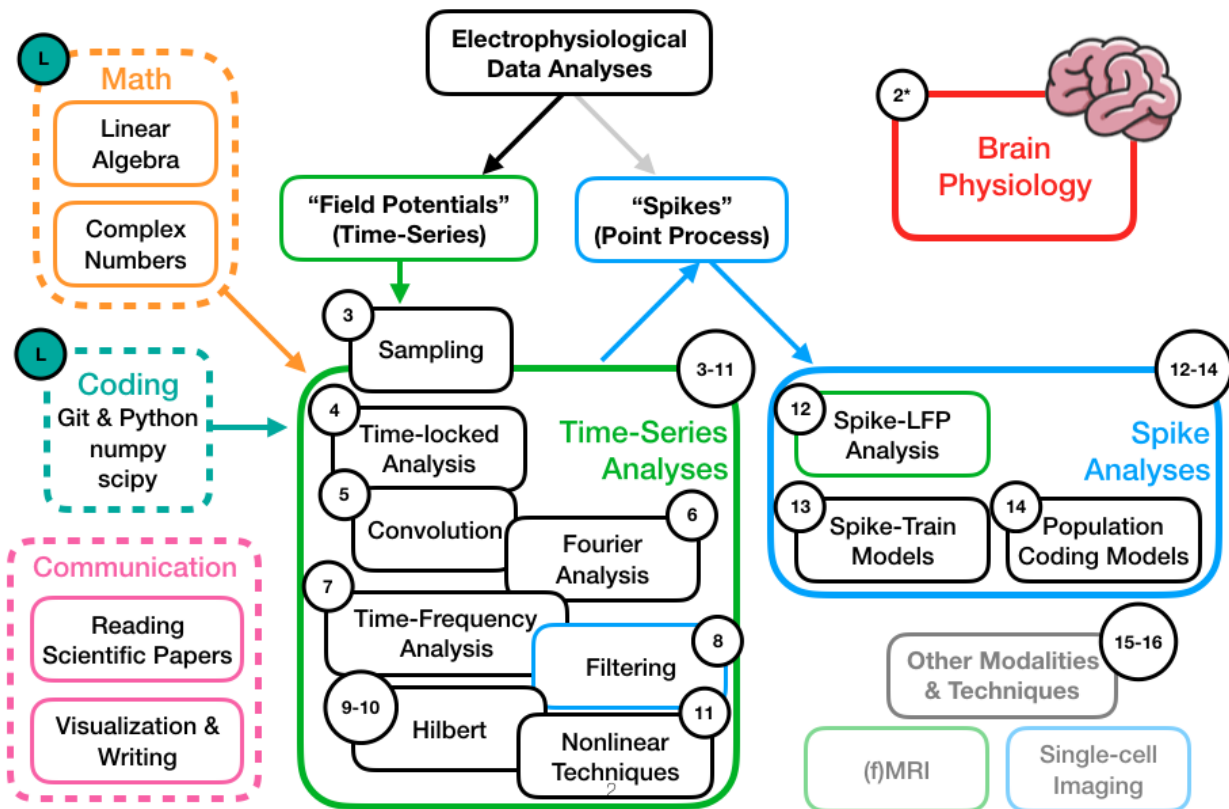 Electrophysiological
Data Analyses
L
Math
Linear
Algebra
Complex
Numbers
2*
Brain
Physiology
“Field Potentials”
(Time-Series)
“Spikes”
(Point Process)
L
Coding
Git & Python
numpy
scipy
Communication
Reading
Scientific Papers
Visualization &
Writing
3
Sampling
3-11
Time-Series
Analyses
4
Time-locked
Analysis
5
Convolution
6
Fourier
Analysis
7
Time-Frequency
Analysis
8
Filtering
9-10
Hilbert
11
Nonlinear
Techniques
2
12-14
Spike
Analyses
12
Spike-LFP
Analysis
13
Spike-Train
Models
14
Population
Coding Models
15-16
Other Modalities
& Techniques
(f)MRI
Single-cell
Imaging